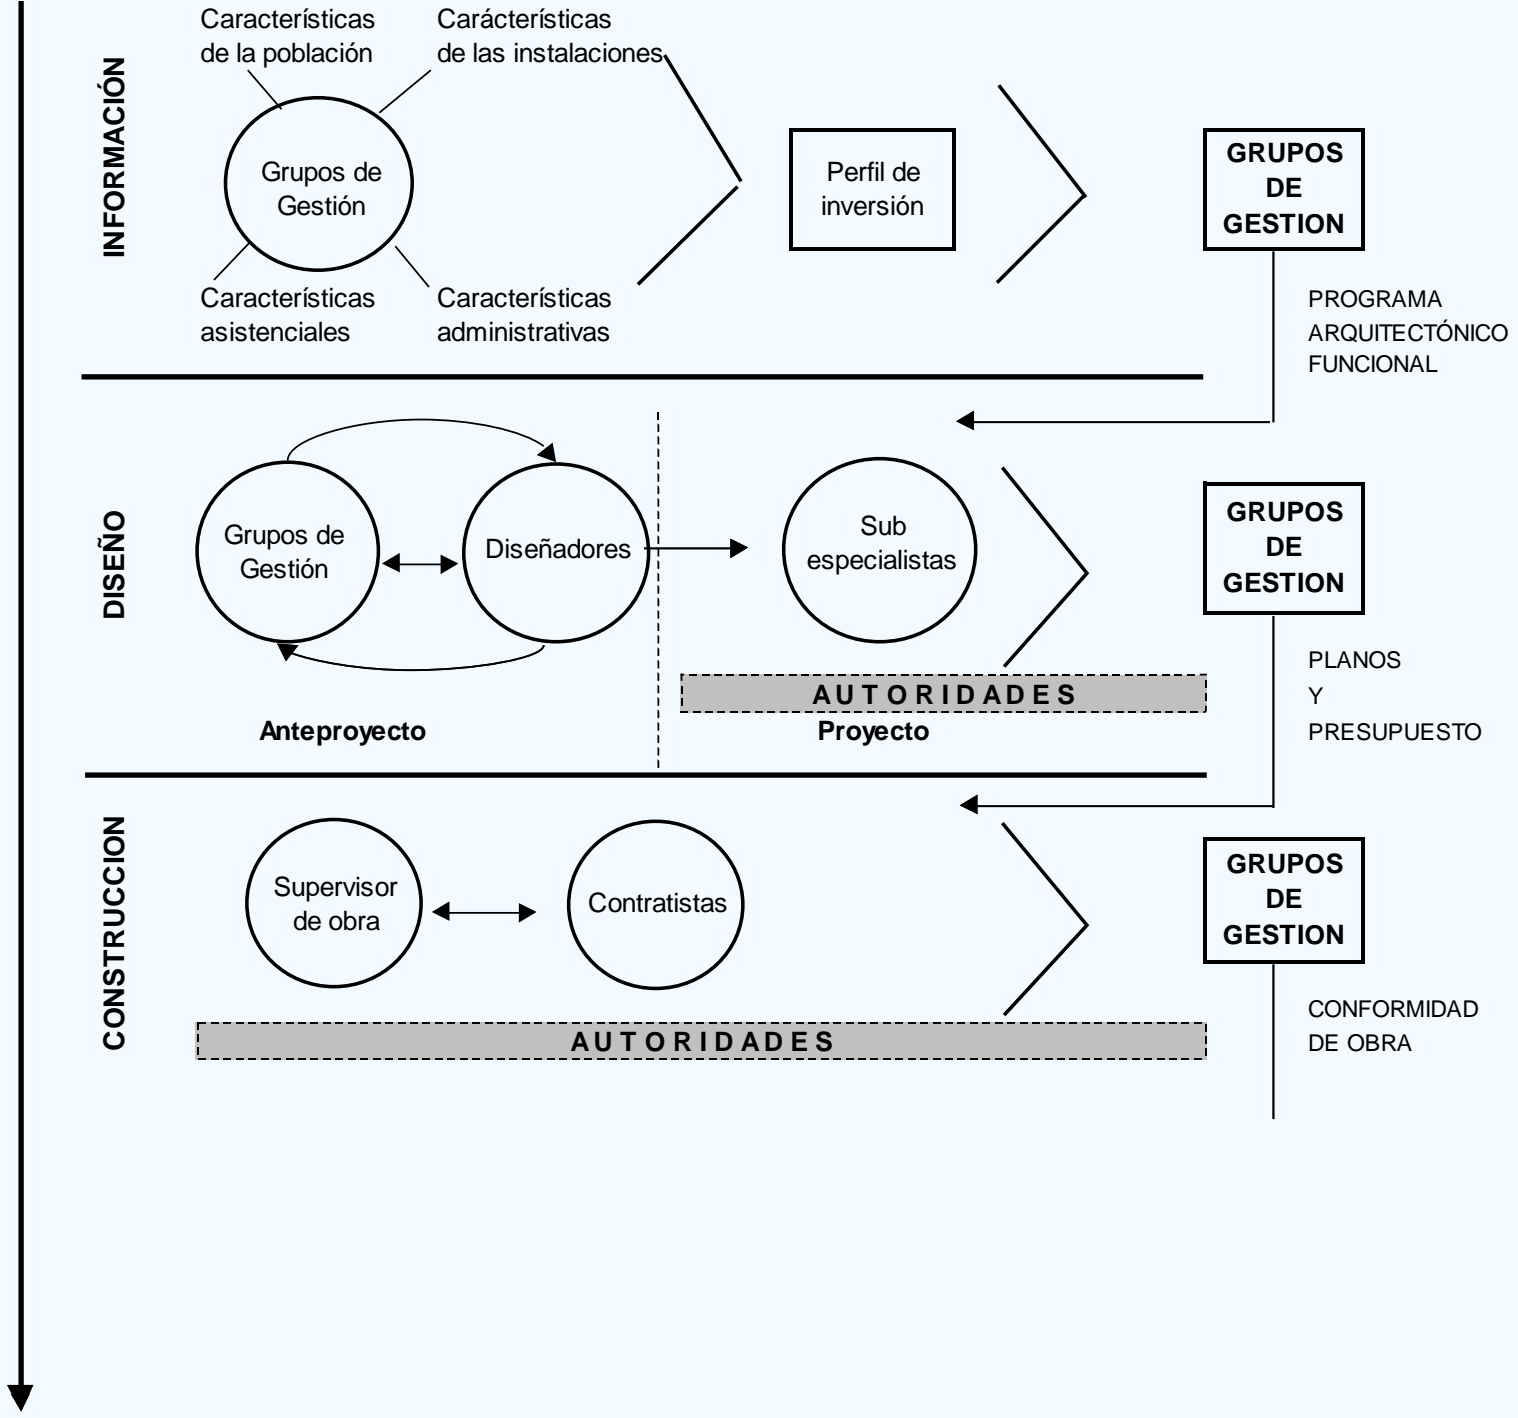 INFORMACIÓN
Características
de la población
Carácterísticas
de las instalaciones
Grupos de
Gestión
Características
asistenciales
Características
administrativas
Perfil de
inversión
GRUPOS
DE
GESTION
PROGRAMA
ARQUITECTÓNICO
FUNCIONAL
DISEÑO
Grupos de
Gestión
Diseñadores
Sub
especialistas
GRUPOS
DE
GESTION
AUTORIDADES
Anteproyecto
Proyecto
PLANOS
Y
PRESUPUESTO
CONSTRUCCION
Supervisor
de obra
Contratistas
GRUPOS
DE
GESTION
AUTORIDADES
CONFORMIDAD
DE OBRA